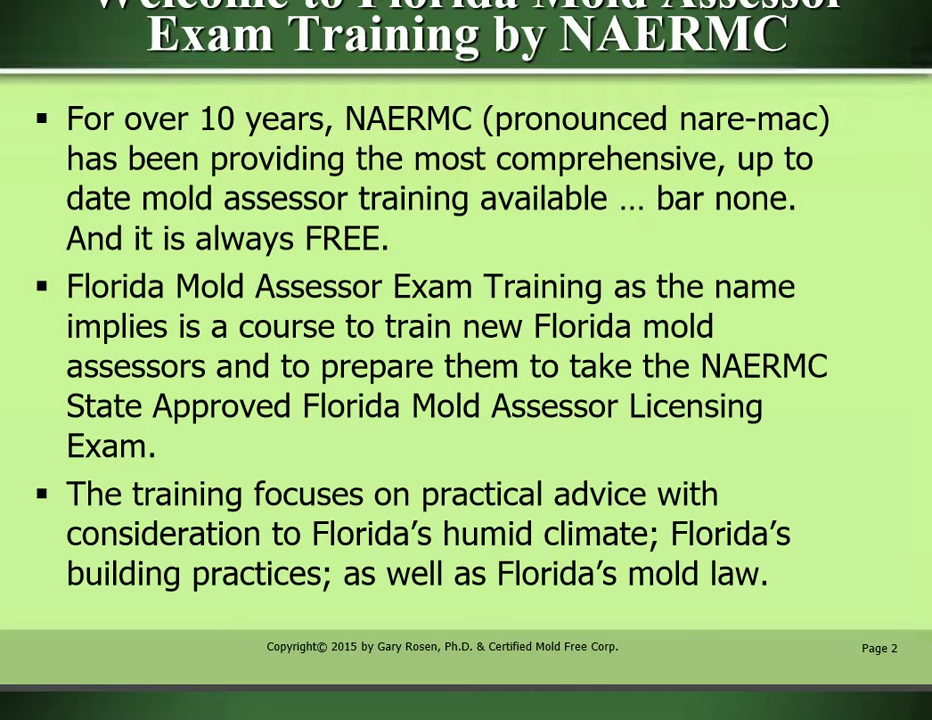 Welcome to Florida Mold Assessor
Exam Training by NAERMC
▪ For over 10 years, NAERMC (pronounced nare-mac)
has been providing the most comprehensive, up to
date mold assessor training available … bar none.
And it is always FREE.
▪ Florida Mold Assessor Exam Training as the name
implies is a course to train new Florida mold
assessors and to prepare them to take the NAERMC
State Approved Florida Mold Assessor Licensing
Exam.
▪ The training focuses on practical advice with
consideration to Florida’s humid climate; Florida’s
building practices; as well as Florida’s mold law.
Copyright© 2015 by Gary Rosen, Ph.D. & Certified Mold Free Corp.
Page 2